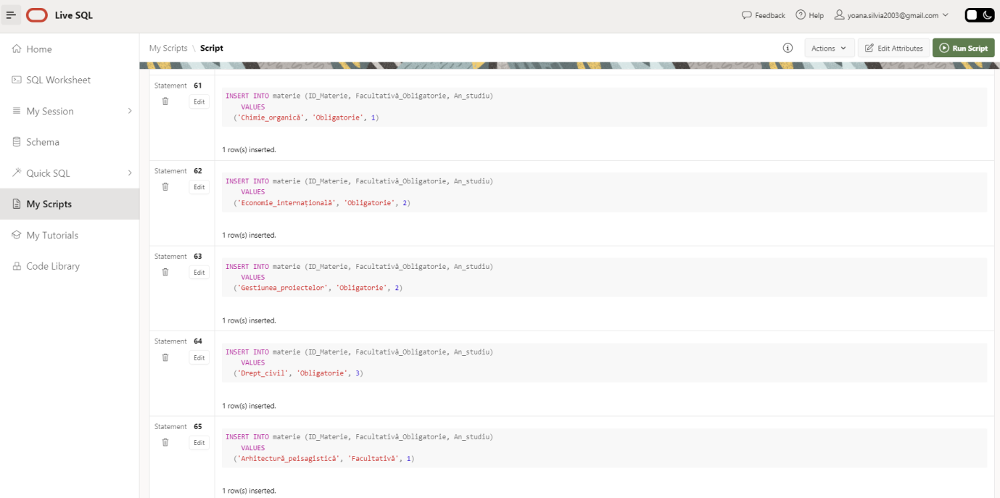 Live SQL
Feedback
Help
yoana.silvia2003@gmail.com
Home
SQL Worksheet
My Session
Schema
Quick SQL
My Scripts
My Tutorials
Code Library
My Scripts \ Script
Actions
Edit Attributes
Run Script
Statement 61
Edit
INSERT INTO materie (ID_Materie, Facultativă_Obligatorie, An_studiu)
VALUES
('Chimie_organică', 'Obligatorie', 1)
1 row(s) inserted.
Statement 62
Edit
INSERT INTO materie (ID_Materie, Facultativă_Obligatorie, An_studiu)
VALUES
('Economie_internațională', 'Obligatorie', 2)
1 row(s) inserted.
Statement 63
Edit
INSERT INTO materie (ID_Materie, Facultativă_Obligatorie, An_studiu)
VALUES
('Gestiunea_proiectelor', 'Obligatorie', 2)
1 row(s) inserted.
Statement 64
Edit
INSERT INTO materie (ID_Materie, Facultativă_Obligatorie, An_studiu)
VALUES
('Drept_civil', 'Obligatorie', 3)
1 row(s) inserted.
Statement 65
Edit
INSERT INTO materie (ID_Materie, Facultativă_Obligatorie, An_studiu)
VALUES
('Arhitectură_peisagistică', 'Facultativă', 1)
1 row(s) inserted.